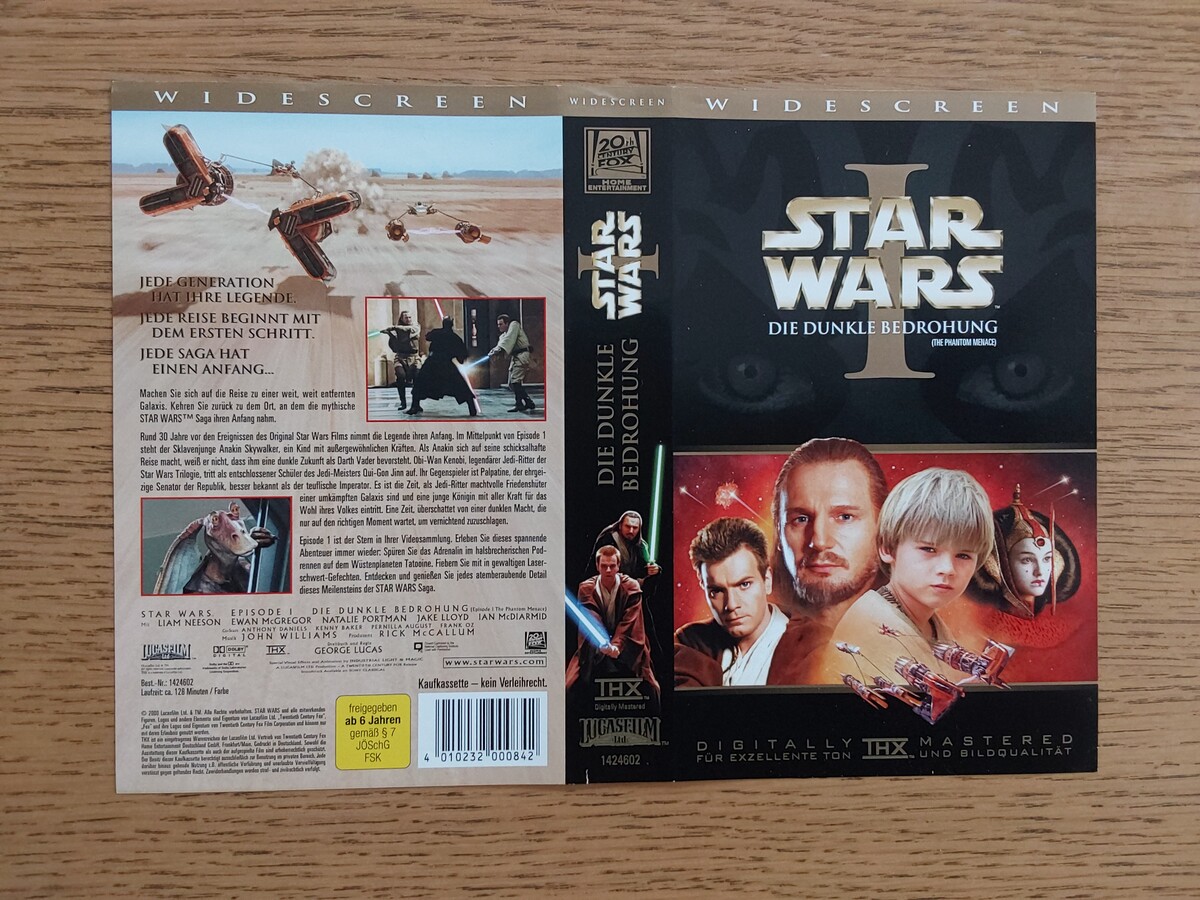 WIDESCREEN
JEDE GENERATION
HAT IHRE LEGENDE.
JEDE REISE BEGINNT MIT
DEM ERSTEN SCHRITT.
JEDE SAGA HAT
EINEN ANFANG...
Machen Sie sich auf die Reise zu einer weit, weit entfernten
Galaxis. Kehren Sie zurück zu dem Ort, an dem die mythische
STAR WARS™ Saga ihren Anfang nahm.
Rund 30 Jahre vor den Ereignissen des Original Star Wars Films nimmt die Legende ihren Anfang. Im Mittelpunkt von Episode 1
steht der Sklavenjunge Anakin Skywalker, ein Kind mit außergewöhnlichen Kräften. Als Anakin sich auf seine schicksalhafte
Reise macht, weiß er nicht, dass ihm eine dunkle Zukunft als Darth Vader bevorsteht. Obi-Wan Kenobi, legendärer Jedi-Ritter der
Star Wars Trilogie, tritt als entschlossener Schüler des Jedi-Meisters Qui-Gon Jinn auf. Ihr Gegenspieler ist Palpatine, der ehrgei-
zige Senator der Republik, besser bekannt als der teuflische Imperator. Es ist die Zeit, als Jedi-Ritter machtvolle Friedenshüter
einer umkämpften Galaxis sind und eine junge Königin mit aller Kraft für das
Wohl ihres Volkes eintritt. Eine Zeit, überschattet von einer dunklen Macht, die
nur auf den richtigen Moment wartet, um vernichtend zuzuschlagen.
Episode 1 ist der Stern in Ihrer Videosammlung. Erleben Sie dieses spannende
Abenteuer immer wieder: Spüren Sie das Adrenalin im halsbrecherischen Pod-
rennen auf dem Wüstenplaneten Tatooine. Fiebern Sie mit in gewaltigen Laser-
schwert-Gefechten. Entdecken und genießen Sie jedes atemberaubende Detail
dieses Meilensteins der STAR WARS Saga.
STAR WARS. EPISODE I DIE DUNKLE BEDROHUNG (Episode I The Phantom Menace)
Mit LIAM NEESON EWAN McGREGOR NATALIE PORTMAN JAKE LLOYD IAN McDIARMID
ANTHONY DANIELS KENNY BAKER PERNILLA AUGUST FRANK OZ
Musik JOHN WILLIAMS Produzent RICK McCALLUM
Drehbuch und Regie
GEORGE LUCAS
LUCASFILM
DOLBY
DIGITAL
THX
20th
CENTURY
FOX
www.starwars.com
Best.-Nr.: 1424602
Laufzeit: ca. 128 Minuten / Farbe
Kaufkassette – kein Verleihrecht.
freigegeben
ab 6 Jahren
gemäß § 7
JÖSchG
FSK
4 010232 000842
WIDESCREEN
20th
CENTURY
FOX
HOME
ENTERTAINMENT
STAR
WARS
I
DIE DUNKLE
BEDROHUNG
THX
Digitally Mastered
LUCASFILM
Ltd.
1424602
WIDESCREEN
I
STAR
WARS
DIE DUNKLE BEDROHUNG
(THE PHANTOM MENACE)
DIGITALLY THX MASTERED
FÜR EXZELLENTE TON UND BILDQUALITÄT